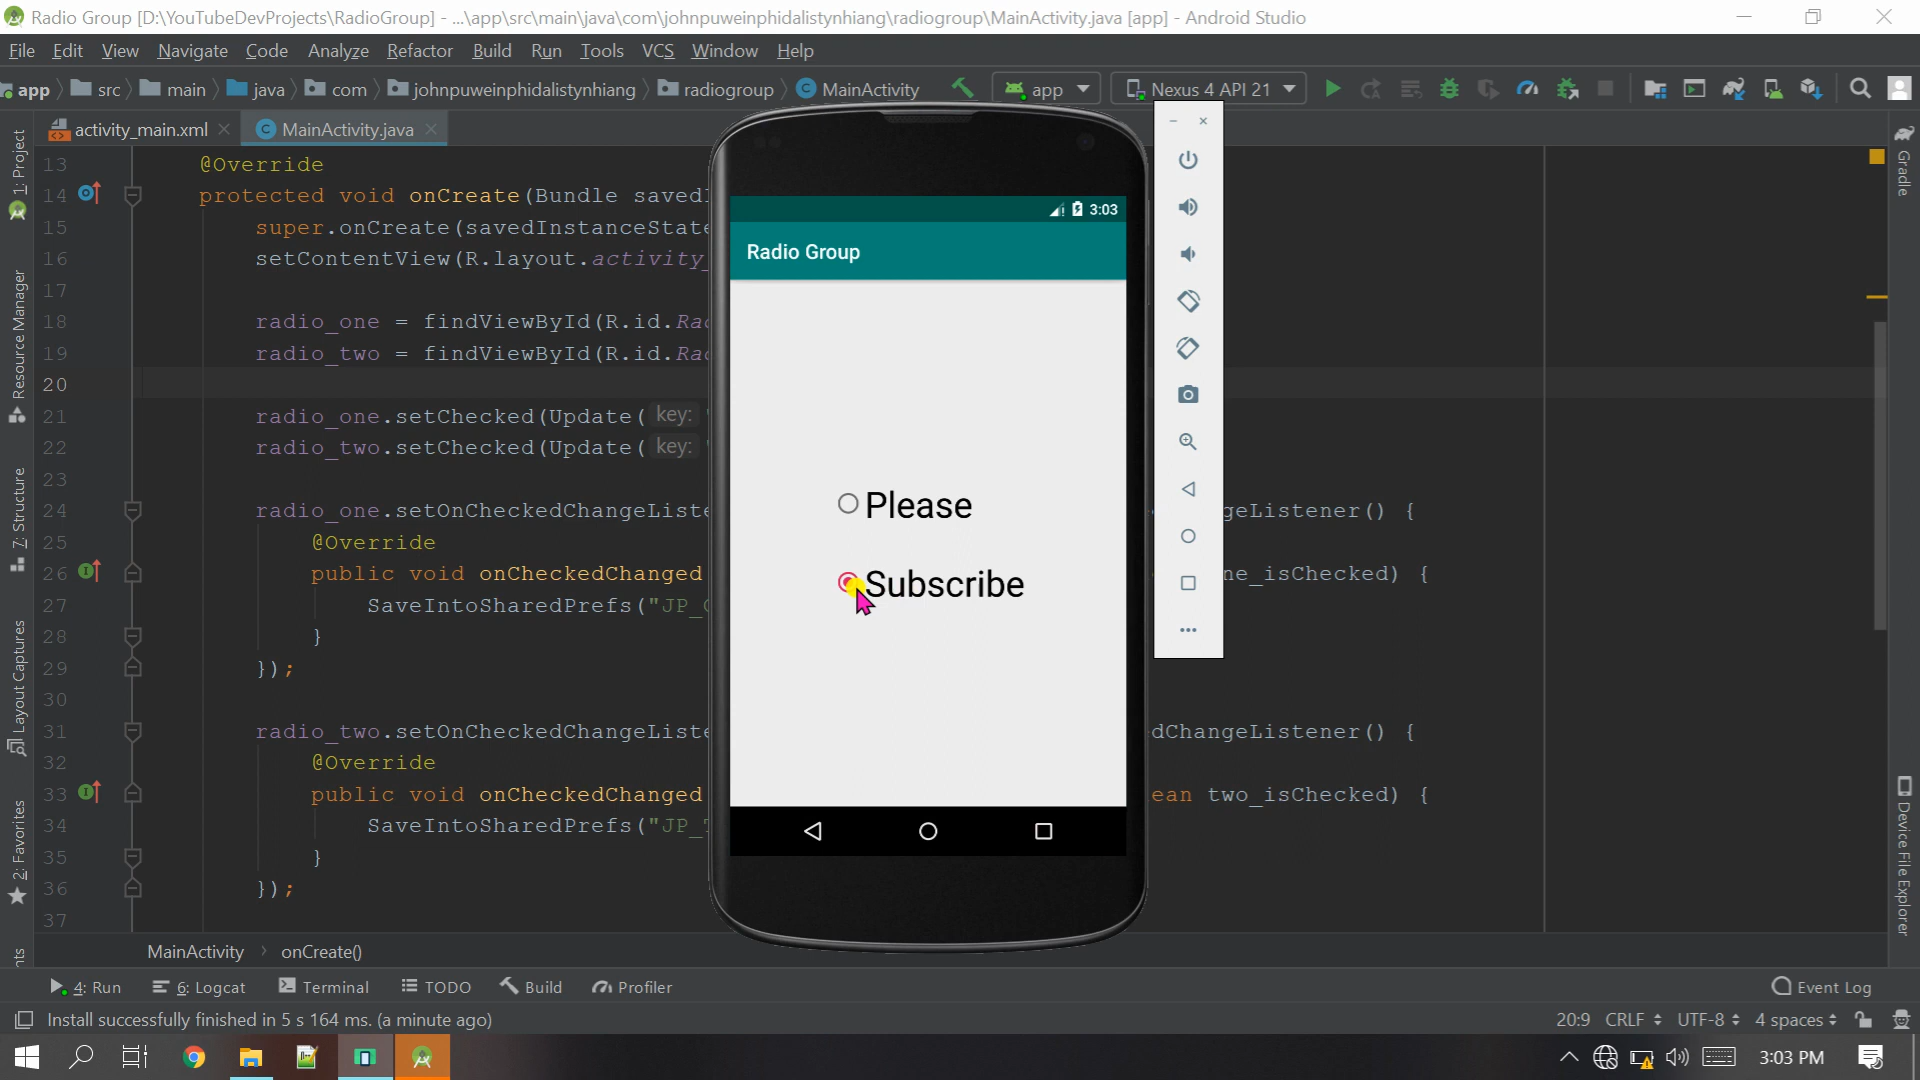 Radio Group [D:\YouTubeDevProjects\RadioGroup] - ...\app\src\main\java\com\johnpuweinphidalistynhiang\radiogroup\MainActivity.java [app] - Android Studio
File Edit View Navigate Code Analyze Refactor Build Run Tools VCS Window Help
app src main java com johnpuweinphidalistynhiang radiogroup MainActivity app Nexus 4 API 21
activity_main.xml MainActivity.java
13 @Override
14 protected void onCreate(Bundle saved
15 super.onCreate(savedInstanceState
16 setContentView(R.layout.activity
17
18 radio_one = findViewById(R.id.Ra
19 radio_two = findViewById(R.id.Ra
20
21 radio_one.setChecked(Update( key:
22 radio_two.setChecked(Update( key:
23
24 radio_one.setOnCheckedChangeListe geListener() {
25 @Override
26 public void onCheckedChanged ne_isChecked) {
27 SaveIntoSharedPrefs("JP_
28 }
29 });
30
31 radio_two.setOnCheckedChangeListe dChangeListener() {
32 @Override
33 public void onCheckedChanged ean two_isChecked) {
34 SaveIntoSharedPrefs("JP_
35 }
36 });
37
3:03
Radio Group
Please
Subscribe
1: Project
Resource Manager
7: Structure
Layout Captures
2: Favorites
Gradle
Device File Explorer
MainActivity onCreate()
4: Run 6: Logcat Terminal TODO Build Profiler Event Log
Install successfully finished in 5 s 164 ms. (a minute ago) 20:9 CRLF UTF-8 4 spaces
3:03 PM